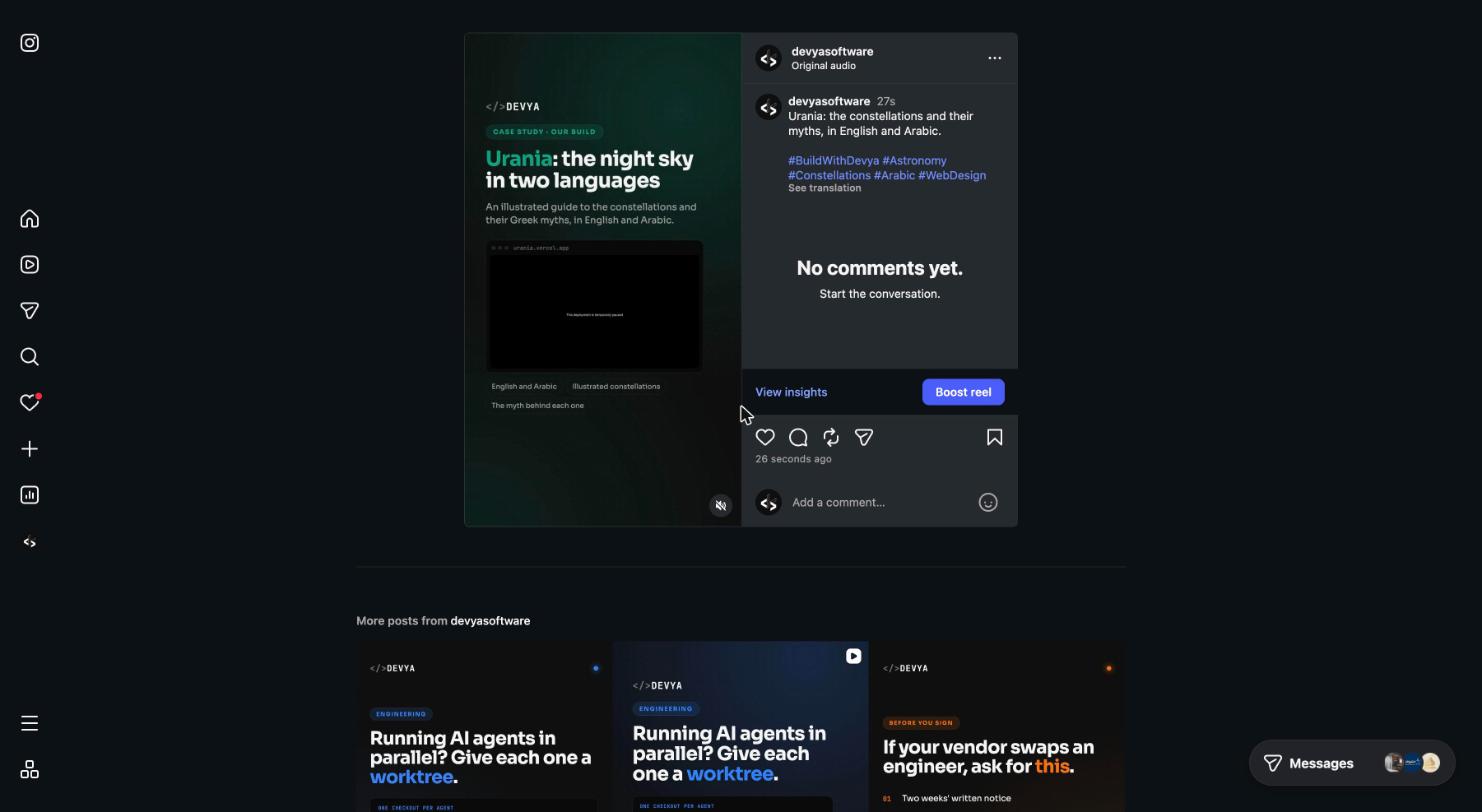 </>DEVYA
CASE STUDY · OUR BUILD
Urania: the night sky
in two languages
An illustrated guide to the constellations and
their Greek myths, in English and Arabic.
urania.vercel.app
This deployment is temporarily paused
English and Arabic
Illustrated constellations
The myth behind each one
devyasoftware
Original audio
devyasoftware 27s
Urania: the constellations and their
myths, in English and Arabic.
#BuildWithDevya #Astronomy
#Constellations #Arabic #WebDesign
See translation
No comments yet.
Start the conversation.
View insights
Boost reel
26 seconds ago
Add a comment...
More posts from devyasoftware
</>DEVYA
ENGINEERING
Running AI agents in
parallel? Give each one a
worktree.
ONE CHECKOUT PER AGENT
</>DEVYA
ENGINEERING
Running AI agents in
parallel? Give each
one a worktree.
ONE CHECKOUT PER AGENT
</>DEVYA
BEFORE YOU SIGN
If your vendor swaps an
engineer, ask for this.
01 Two weeks' written notice
Messages